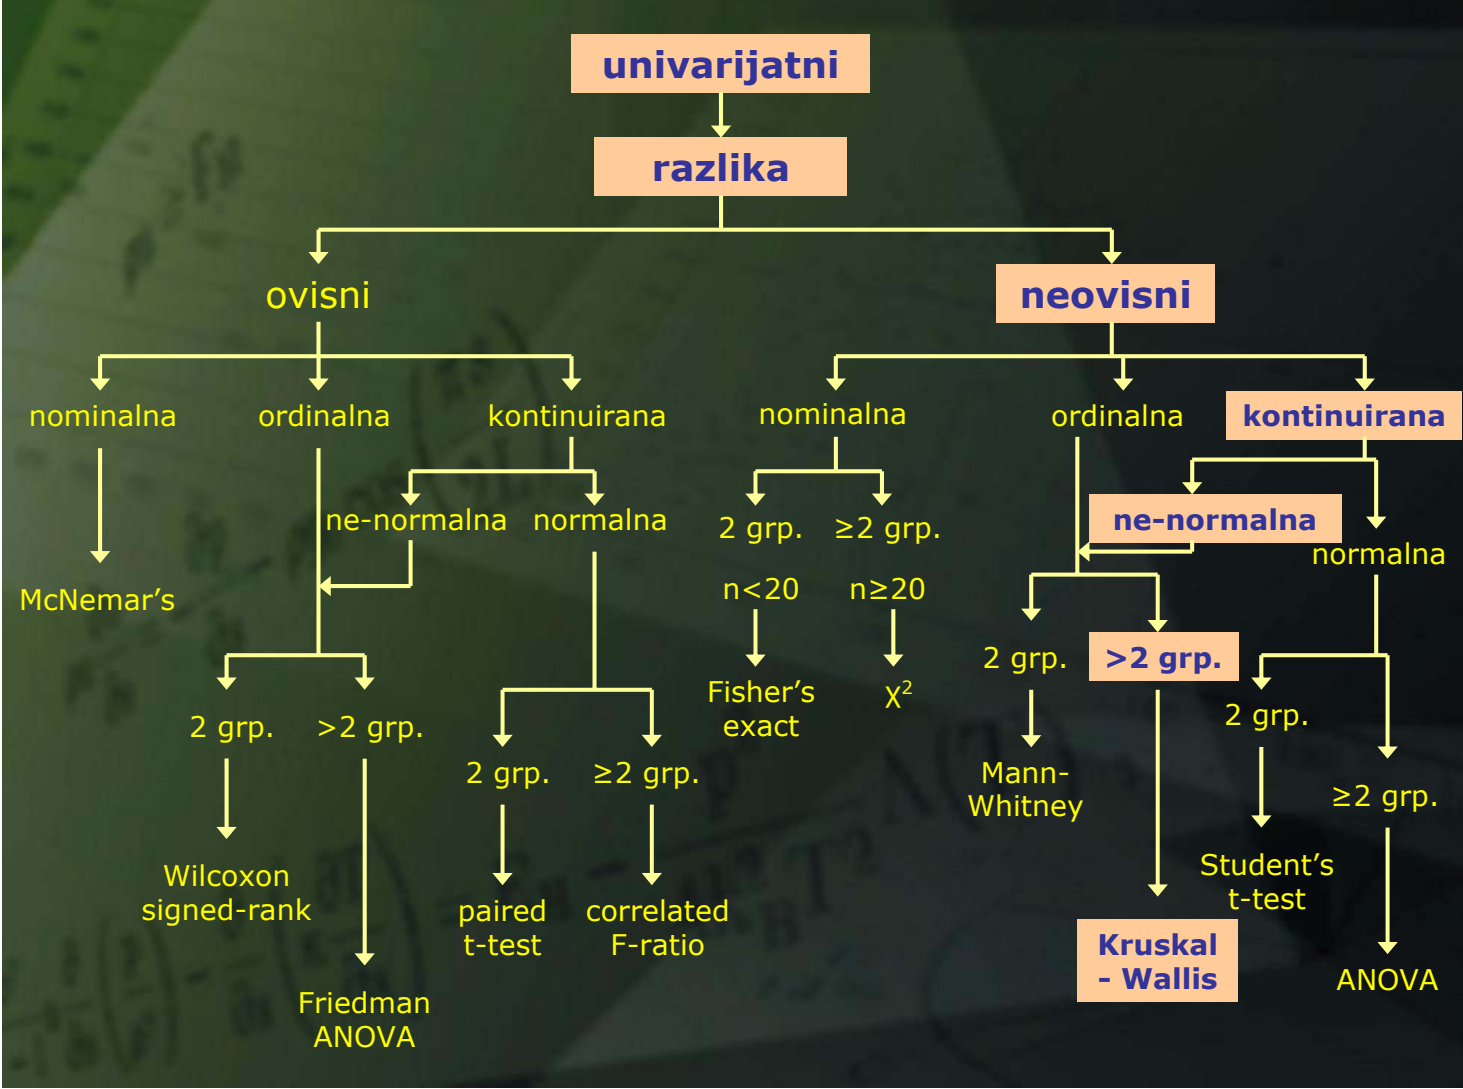 univarijatni
razlika
ovisni
neovisni
nominalna
ordinalna
kontinuirana
nominalna
ordinalna
kontinuirana
ne-normalna
normalna
2 grp.
≥2 grp.
ne-normalna
normalna
McNemar's
n<20
n≥20
2 grp.
>2 grp.
Fisher's
exact
X²
2 grp.
>2 grp.
2 grp.
2 grp.
≥2 grp.
Mann-
Whitney
≥2 grp.
Wilcoxon
signed-rank
paired
t-test
correlated
F-ratio
Student's
t-test
Kruskal
- Wallis
ANOVA
Friedman
ANOVA